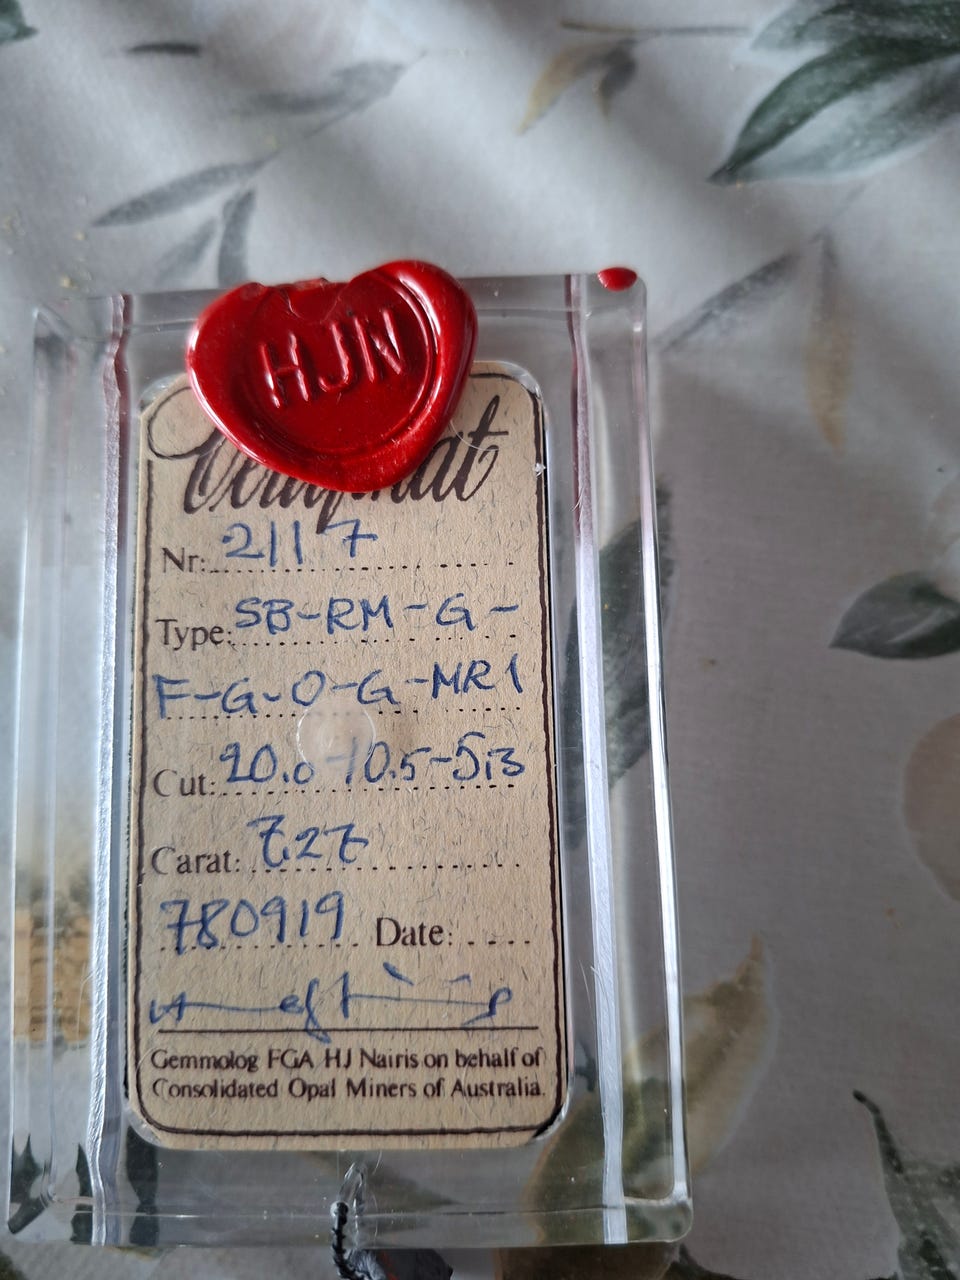 HJN
Certifikat
Nr: 2117
Type: SB-RM-G-
F-G-O-G-MR1
Cut: 20.0-10.5-5,3
Carat: 7.27
780919 Date:
Gemmolog FGA HJ Nairis on behalf of
Consolidated Opal Miners of Australia.